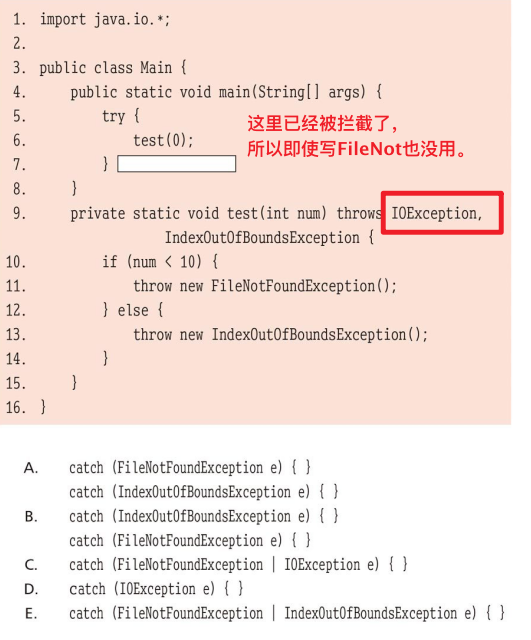 1. import java.io.*;
2.
3. public class Main {
4. public static void main(String[] args) {
5. try {
6. test(0);
7. }
8. }
这里已经被拦截了，
所以即使写FileNot也没用。
9. private static void test(int num) throws IOException,
IndexOutOfBoundsException {
10. if (num < 10) {
11. throw new FileNotFoundException();
12. } else {
13. throw new IndexOutOfBoundsException();
14. }
15. }
16. }
A. catch (FileNotFoundException e) { }
catch (IndexOutOfBoundsException e) { }
B. catch (IndexOutOfBoundsException e) { }
catch (FileNotFoundException e) { }
C. catch (FileNotFoundException | IOException e) { }
D. catch (IOException e) { }
E. catch (FileNotFoundException | IndexOutOfBoundsException e) { }